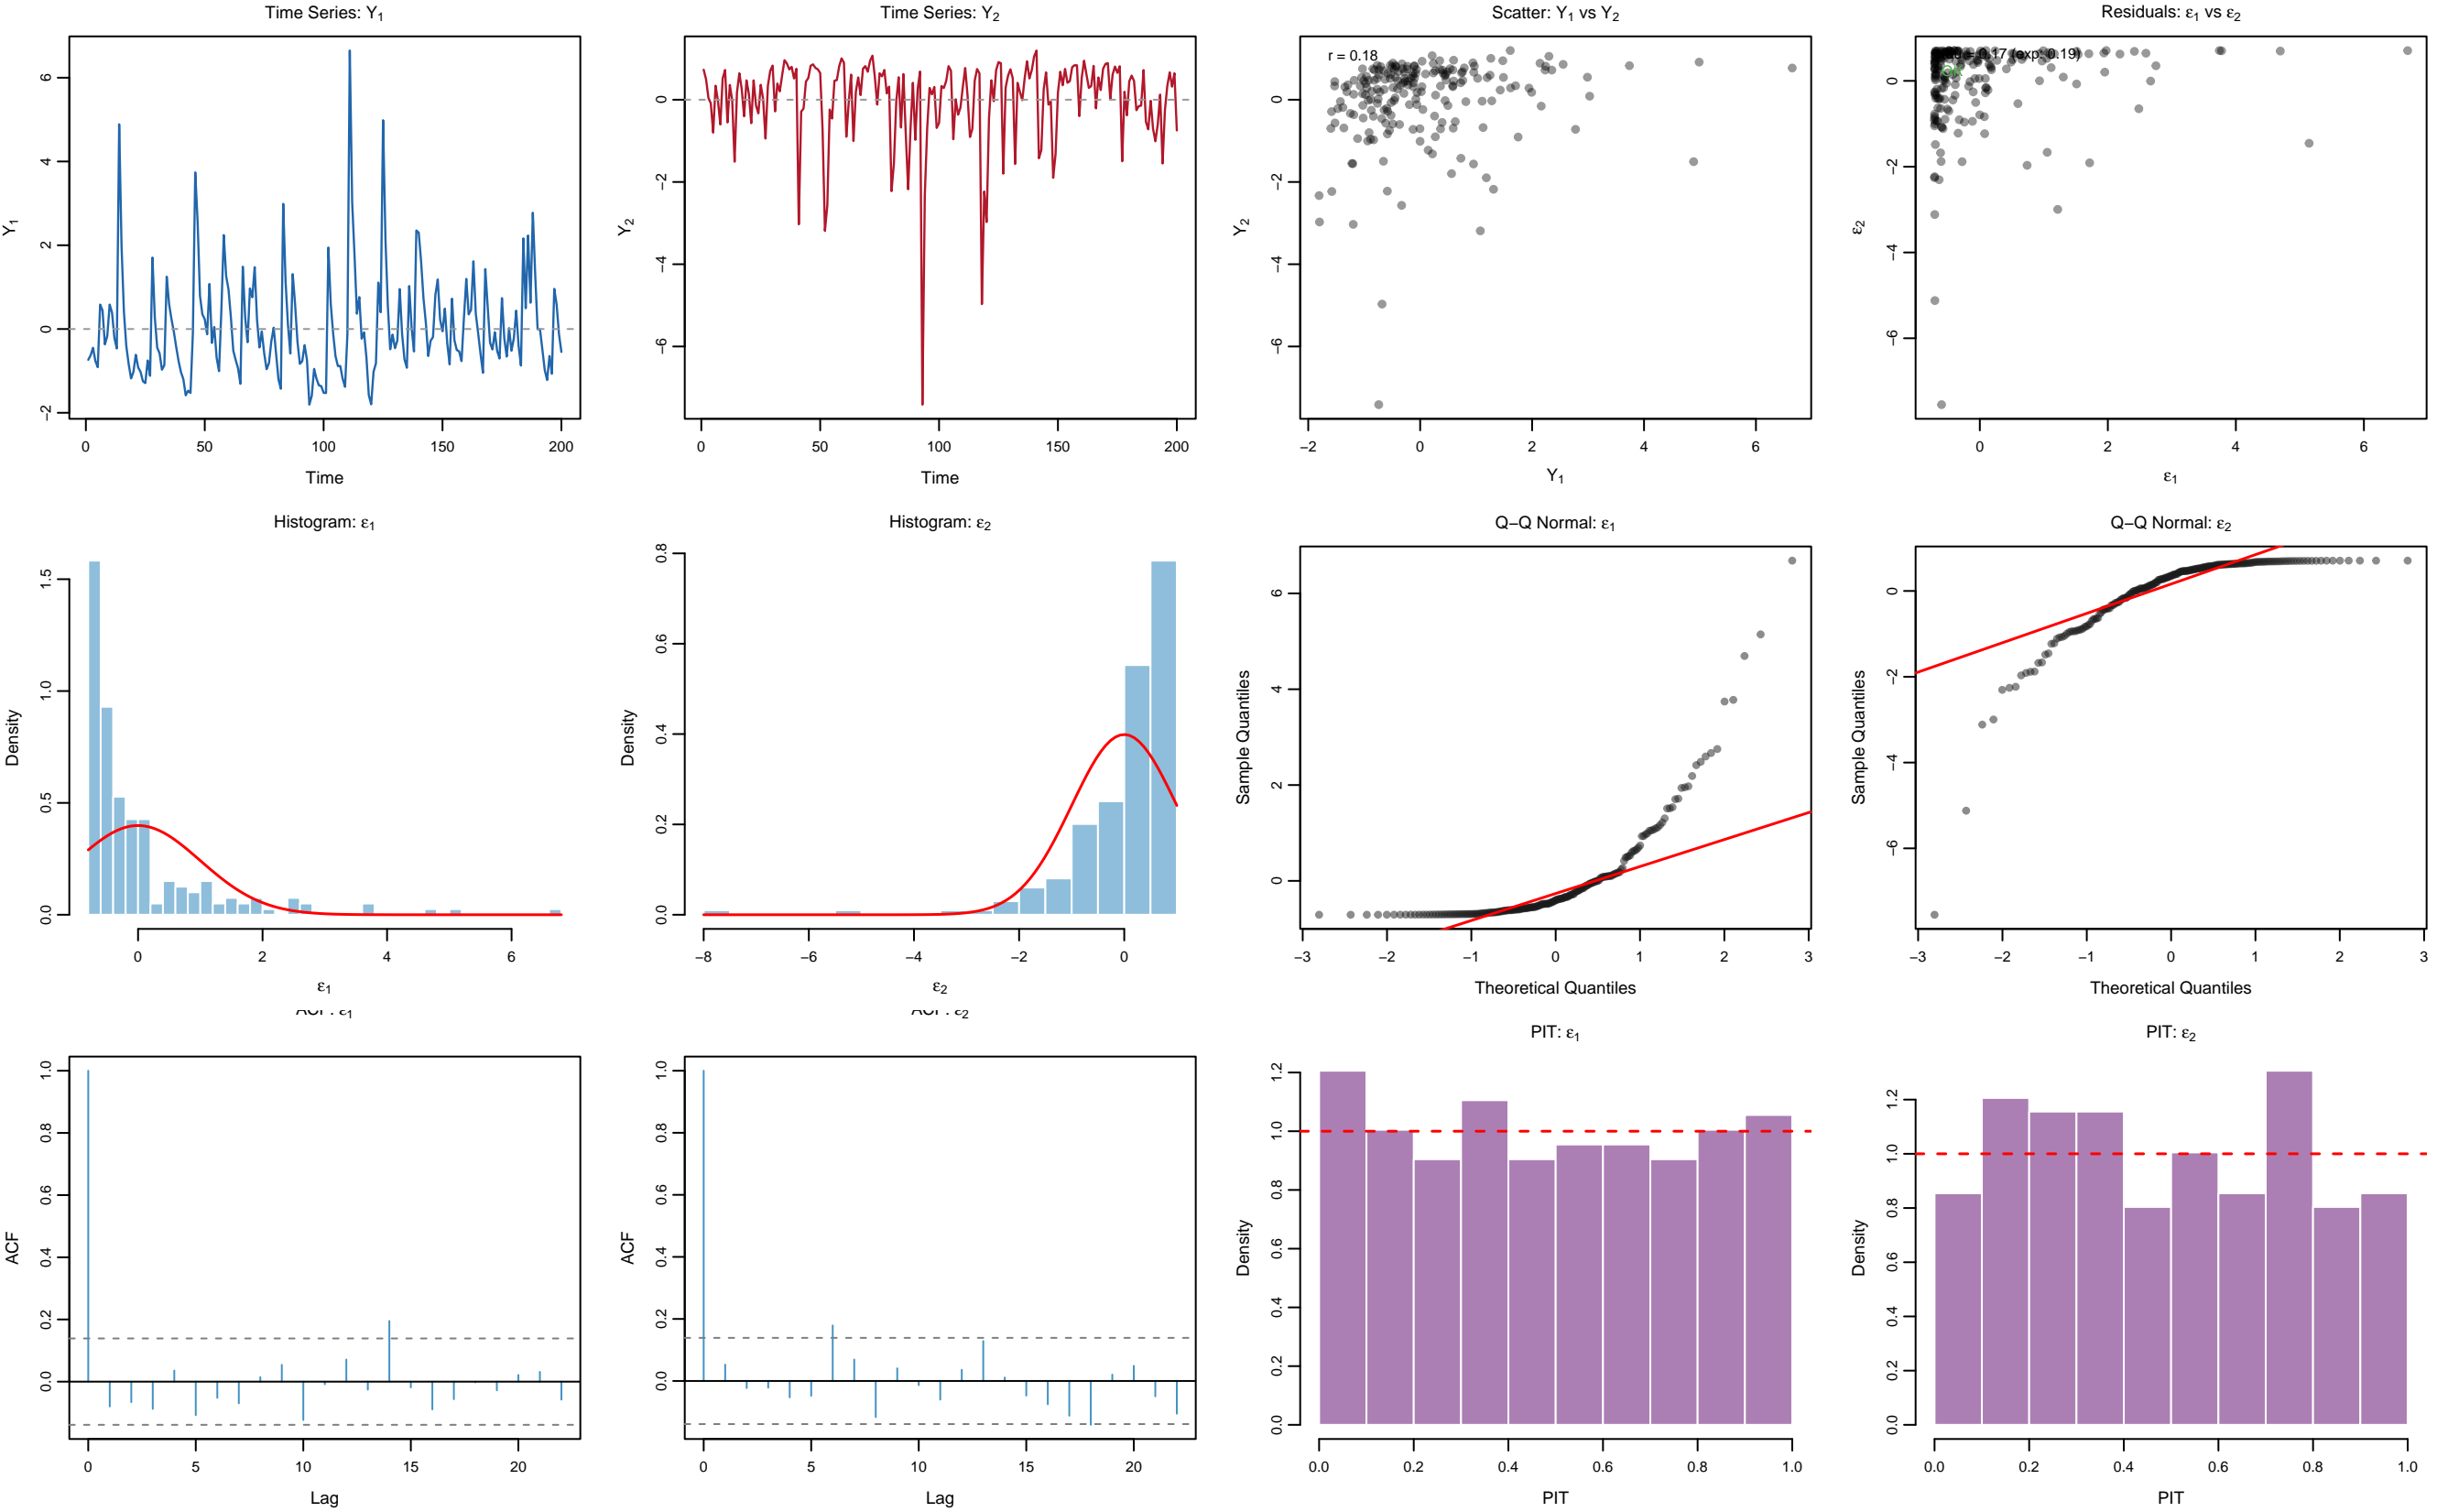 Time Series: Y₁
Y₁
6
4
2
0
−2
0 50 100 150 200
Time
Time Series: Y₂
Y₂
0
−2
−4
−6
0 50 100 150 200
Time
Scatter: Y₁ vs Y₂
r = 0.18
Y₂
0
−2
−4
−6
−2 0 2 4 6
Y₁
Residuals: ε₁ vs ε₂
= 0.17 (exp: 0.19)
ε₂
0
−2
−4
−6
0 2 4 6
ε₁
Histogram: ε₁
Density
1.5
1.0
0.5
0.0
0 2 4 6
ε₁
Histogram: ε₂
Density
0.8
0.6
0.4
0.2
0.0
−8 −6 −4 −2 0
ε₂
Q−Q Normal: ε₁
Sample Quantiles
6
4
2
0
−3 −2 −1 0 1 2 3
Theoretical Quantiles
Q−Q Normal: ε₂
Sample Quantiles
0
−2
−4
−6
−3 −2 −1 0 1 2 3
Theoretical Quantiles
ACF: ε₁
ACF
1.0
0.8
0.6
0.4
0.2
0.0
0 5 10 15 20
Lag
ACF: ε₂
ACF
1.0
0.8
0.6
0.4
0.2
0.0
0 5 10 15 20
Lag
PIT: ε₁
Density
1.2
1.0
0.8
0.6
0.4
0.2
0.0
0.0 0.2 0.4 0.6 0.8 1.0
PIT
PIT: ε₂
Density
1.2
1.0
0.8
0.6
0.4
0.2
0.0
0.0 0.2 0.4 0.6 0.8 1.0
PIT